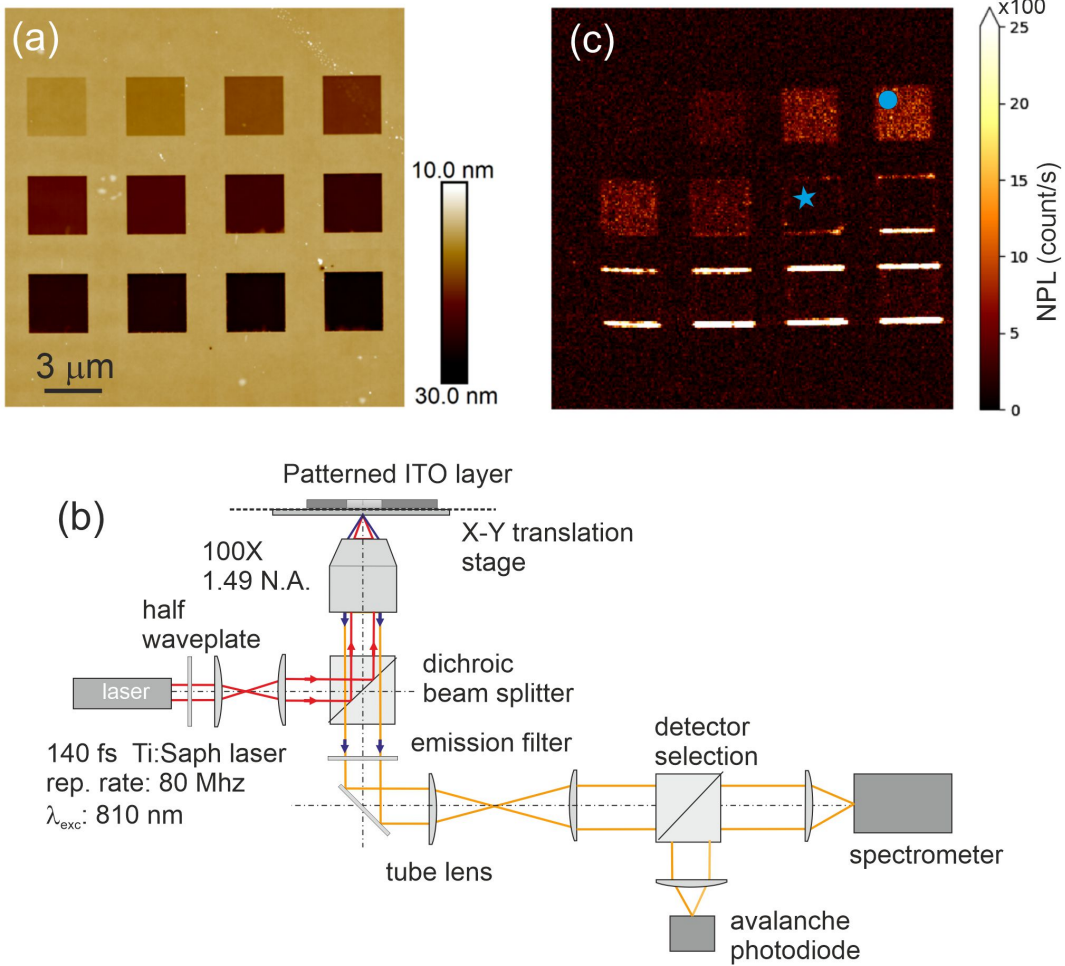 (a)
3 μm
10.0 nm
30.0 nm
(c)
x100
25
20
15
10
5
0
NPL (count/s)
(b)
Patterned ITO layer
X-Y translation
stage
100X
1.49 N.A.
half
waveplate
laser
dichroic
beam splitter
140 fs Ti:Saph laser
rep. rate: 80 Mhz
λexc: 810 nm
emission filter
detector
selection
tube lens
spectrometer
avalanche
photodiode